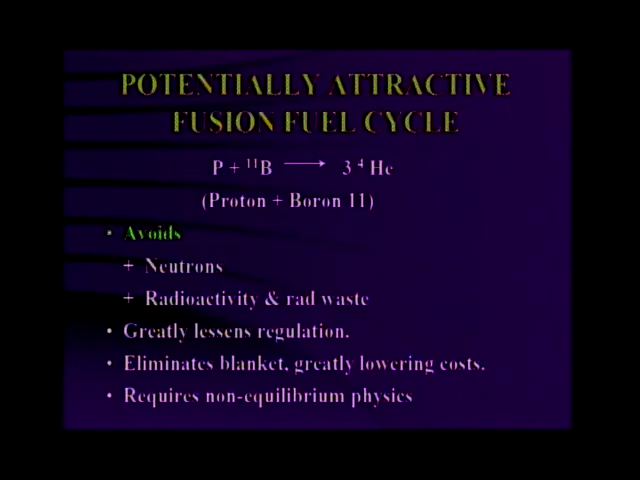 POTENTIALLY ATTRACTIVE
FUSION FUEL CYCLE
P + ¹¹B ⟶ 3 ⁴ He
(Proton + Boron 11)
• Avoids
+ Neutrons
+ Radioactivity & rad waste
• Greatly lessens regulation.
• Eliminates blanket, greatly lowering costs.
• Requires non-equilibrium physics